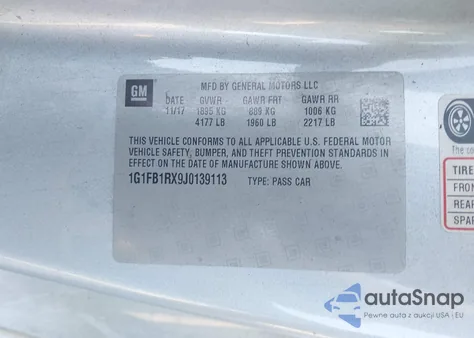 GM
MFD BY GENERAL MOTORS LLC
DATE GVWR GAWR FRT GAWR RR
11/17 1895 KG 889 KG 1006 KG
4177 LB 1960 LB 2217 LB
THIS VEHICLE CONFORMS TO ALL APPLICABLE U.S. FEDERAL MOTOR
VEHICLE SAFETY, BUMPER, AND THEFT PREVENTION STANDARDS IN
EFFECT ON THE DATE OF MANUFACTURE SHOWN ABOVE.
1G1FB1RX9J0139113 TYPE: PASS CAR
TIRE
FRON
REAR
SPAR
autoSnap
Pewne auta z aukcji USA i EU